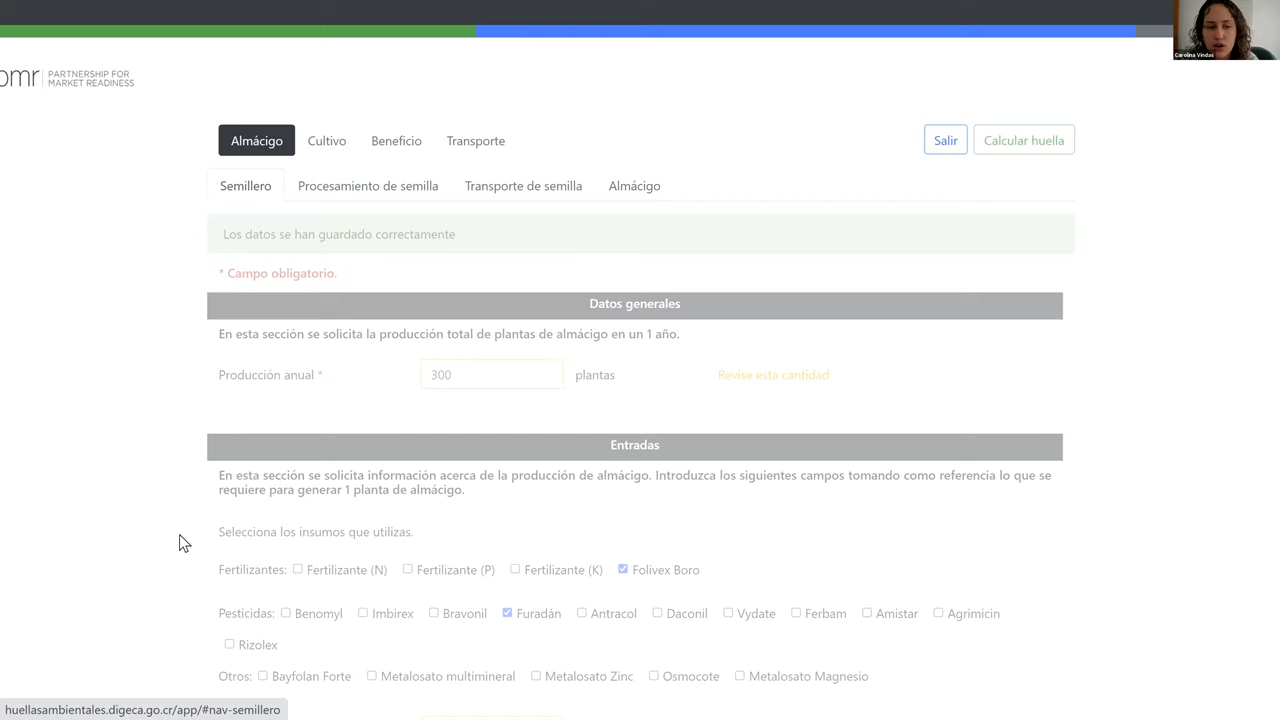 pmr PARTNERSHIP FOR
MARKET READINESS
Carolina Vindas
Almácigo Cultivo Beneficio Transporte Salir Calcular huella
Semillero Procesamiento de semilla Transporte de semilla Almácigo
Los datos se han guardado correctamente
* Campo obligatorio.
Datos generales
En esta sección se solicita la producción total de plantas de almácigo en un 1 año.
Producción anual * 300 plantas Revise esta cantidad
Entradas
En esta sección se solicita información acerca de la producción de almácigo. Introduzca los siguientes campos tomando como referencia lo que se
requiere para generar 1 planta de almácigo.
Selecciona los insumos que utilizas.
Fertilizantes: Fertilizante (N) Fertilizante (P) Fertilizante (K) Folivex Boro
Pesticidas: Benomyl Imbirex Bravonil Furadán Antracol Daconil Vydate Ferbam Amistar Agrimicin
Rizolex
Otros: Bayfolan Forte Metalosato multimineral Metalosato Zinc Osmocote Metalosato Magnesio
huellasambientales.digeca.go.cr/app/#nav-semillero